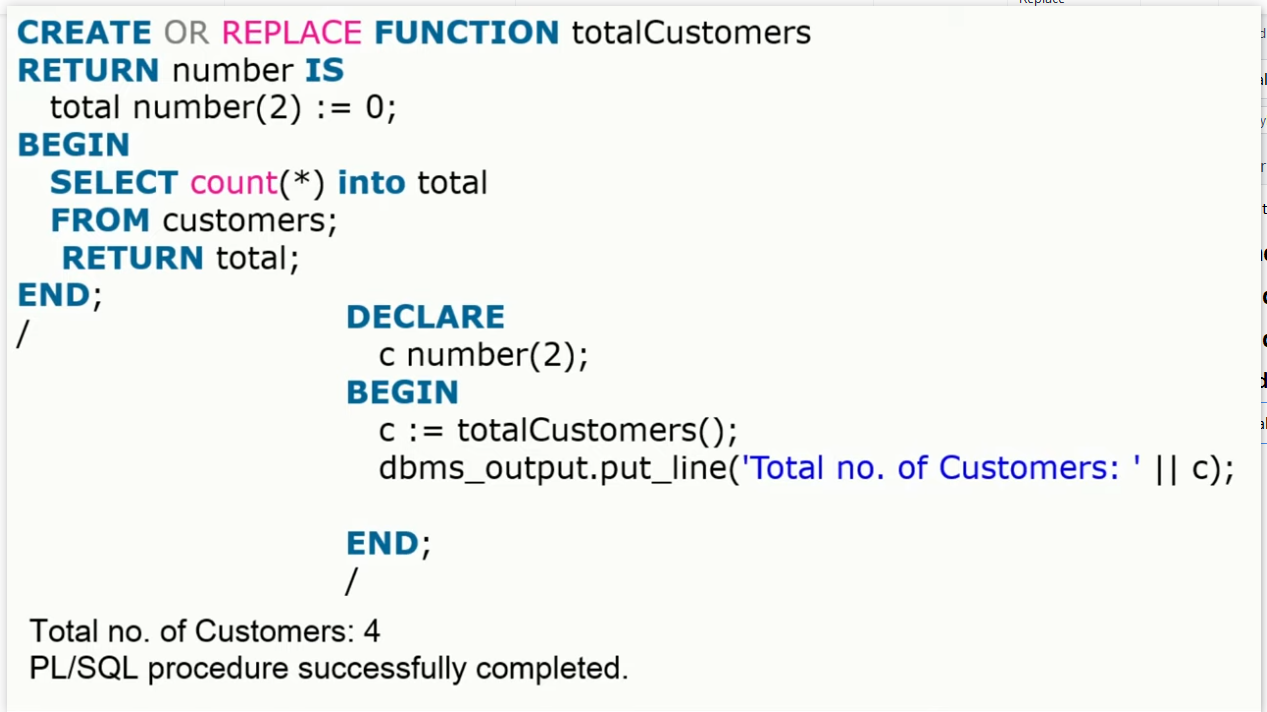 Replace
CREATE OR REPLACE FUNCTION totalCustomers
RETURN number IS
total number(2) := 0;
BEGIN
SELECT count(*) into total
FROM customers;
RETURN total;
END;
/
DECLARE
c number(2);
BEGIN
c := totalCustomers();
dbms_output.put_line('Total no. of Customers: ' || c);
END;
/
Total no. of Customers: 4
PL/SQL procedure successfully completed.